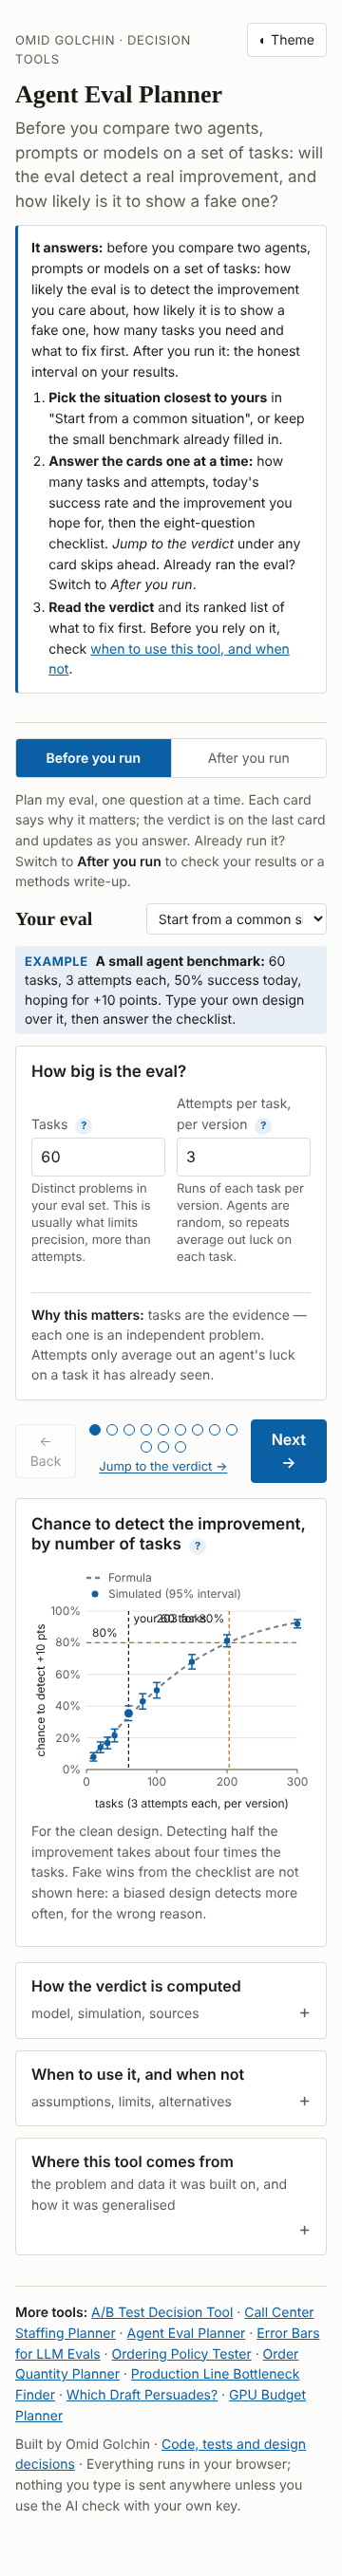 OMID GOLCHIN · DECISION
TOOLS
Theme
Agent Eval Planner
Before you compare two agents,
prompts or models on a set of tasks: will
the eval detect a real improvement, and
how likely is it to show a fake one?
It answers: before you compare two agents,
prompts or models on a set of tasks: how
likely the eval is to detect the improvement
you care about, how likely it is to show a
fake one, how many tasks you need and
what to fix first. After you run it: the honest
interval on your results.
1. Pick the situation closest to yours in
"Start from a common situation", or keep
the small benchmark already filled in.
2. Answer the cards one at a time: how
many tasks and attempts, today's
success rate and the improvement you
hope for, then the eight-question
checklist. Jump to the verdict under any
card skips ahead. Already ran the eval?
Switch to After you run.
3. Read the verdict and its ranked list of
what to fix first. Before you rely on it,
check when to use this tool, and when
not.
Before you run
After you run
Plan my eval, one question at a time. Each card
says why it matters; the verdict is on the last card
and updates as you answer. Already run it?
Switch to After you run to check your results or a
methods write-up.
Your eval
Start from a common si
EXAMPLE A small agent benchmark: 60
tasks, 3 attempts each, 50% success today,
hoping for +10 points. Type your own design
over it, then answer the checklist.
How big is the eval?
Tasks ?
60
Distinct problems in
your eval set. This is
usually what limits
precision, more than
attempts.
Attempts per task,
per version ?
3
Runs of each task per
version. Agents are
random, so repeats
average out luck on
each task.
Why this matters: tasks are the evidence —
each one is an independent problem.
Attempts only average out an agent's luck
on a task it has already seen.
← Back
Jump to the verdict →
Next →
Chance to detect the improvement,
by number of tasks ?
Formula
Simulated (95% interval)
chance to detect +10 pts
100%
80%
60%
40%
20%
0%
80%
0
100
200
300
tasks (3 attempts each, per version)
For the clean design. Detecting half the
improvement takes about four times the
tasks. Fake wins from the checklist are not
shown here: a biased design detects more
often, for the wrong reason.
How the verdict is computed
model, simulation, sources +
When to use it, and when not
assumptions, limits, alternatives +
Where this tool comes from
the problem and data it was built on, and
how it was generalised
+
More tools: A/B Test Decision Tool · Call Center
Staffing Planner · Agent Eval Planner · Error Bars
for LLM Evals · Ordering Policy Tester · Order
Quantity Planner · Production Line Bottleneck
Finder · Which Draft Persuades? · GPU Budget
Planner
Built by Omid Golchin · Code, tests and design
decisions · Everything runs in your browser;
nothing you type is sent anywhere unless you
use the AI check with your own key.